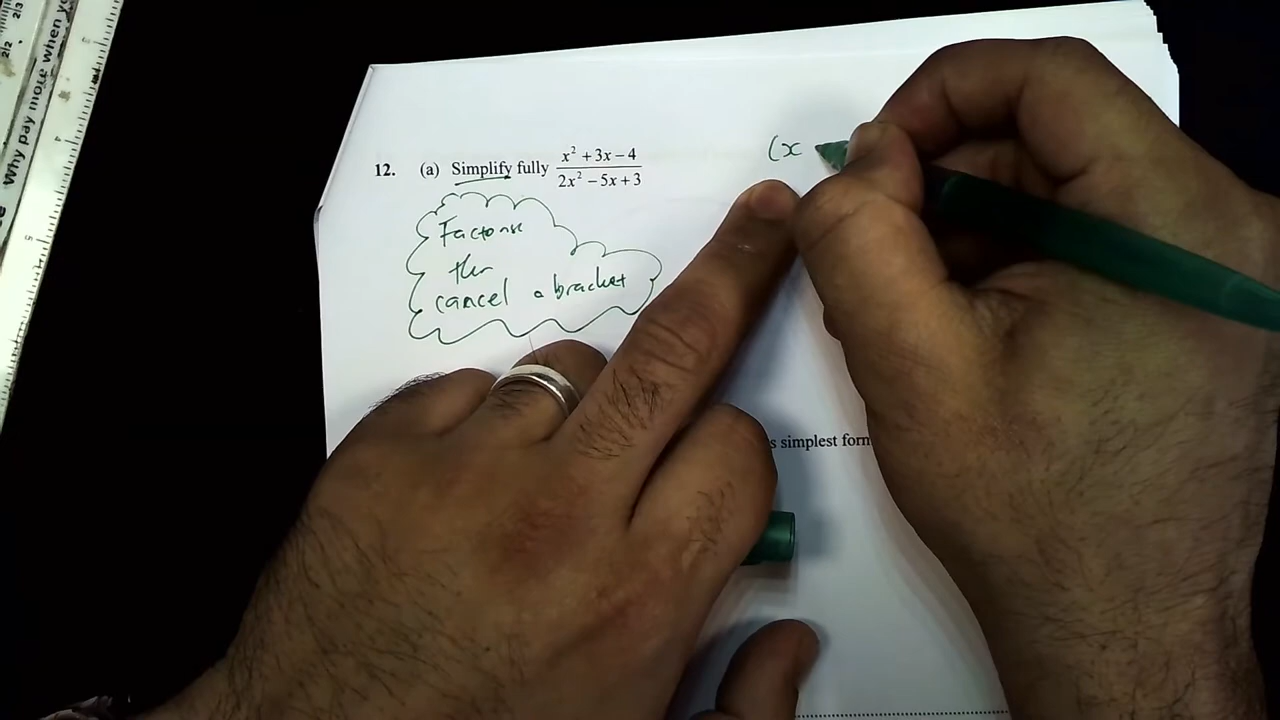 Why pay more when yo
12. (a) Simplify fully x² + 3x – 4 / 2x² – 5x + 3
(x
Factorise
then
cancel a bracket
s simplest form